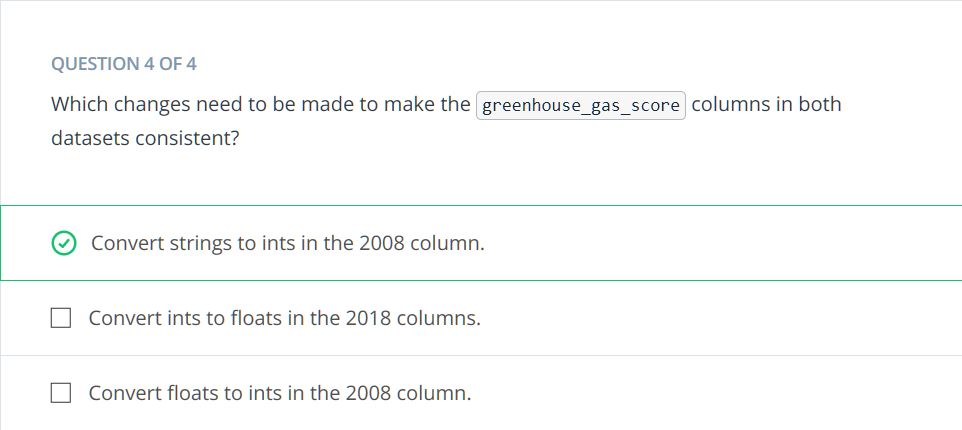 QUESTION 4 OF 4
Which changes need to be made to make the greenhouse_gas_score columns in both
datasets consistent?
Convert strings to ints in the 2008 column.
Convert ints to floats in the 2018 columns.
Convert floats to ints in the 2008 column.